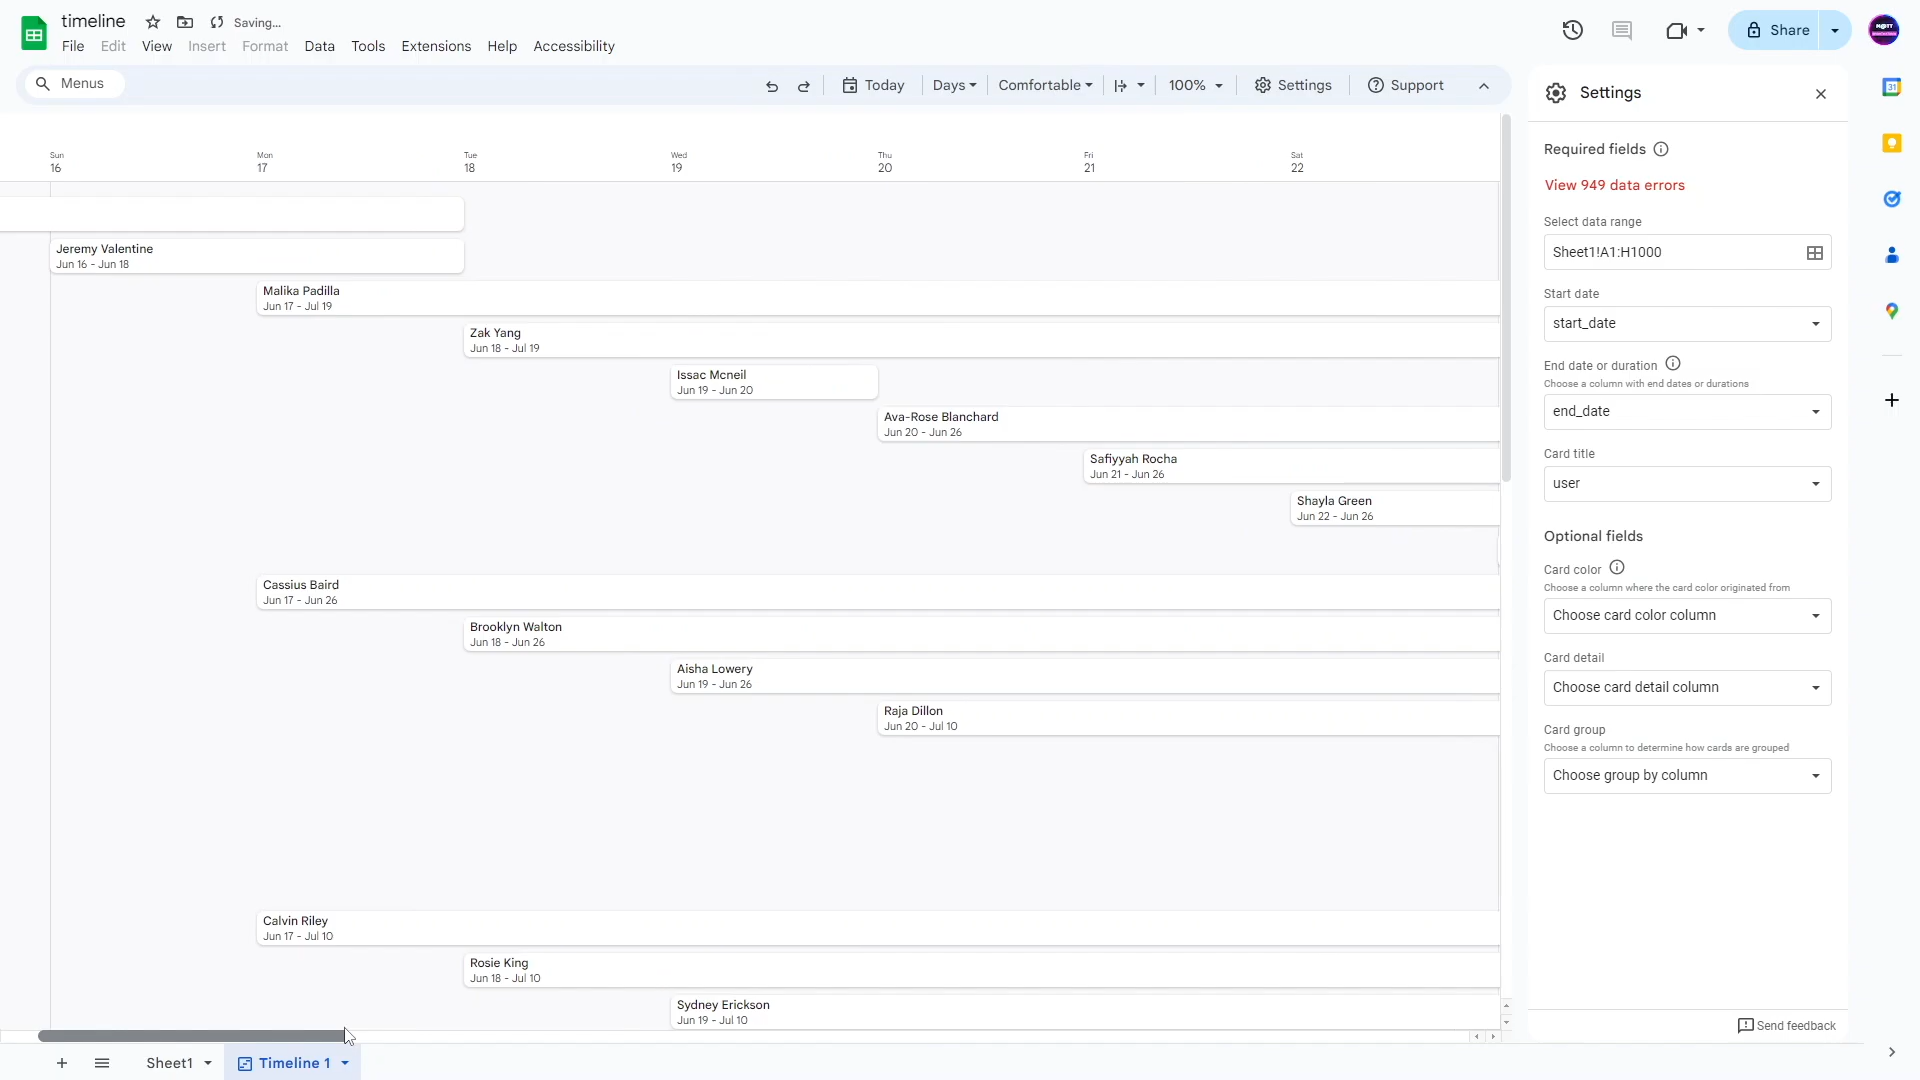 timeline
Saving...
File Edit View Insert Format Data Tools Extensions Help Accessibility
Share
Menus
Today
Days
Comfortable
100%
Settings
Support
Sun
16
Mon
17
Tue
18
Wed
19
Thu
20
Fri
21
Sat
22
Jeremy Valentine
Jun 16 - Jun 18
Malika Padilla
Jun 17 - Jul 19
Zak Yang
Jun 18 - Jul 19
Issac Mcneil
Jun 19 - Jun 20
Ava-Rose Blanchard
Jun 20 - Jun 26
Safiyyah Rocha
Jun 21 - Jun 26
Shayla Green
Jun 22 - Jun 26
Cassius Baird
Jun 17 - Jun 26
Brooklyn Walton
Jun 18 - Jun 26
Aisha Lowery
Jun 19 - Jun 26
Raja Dillon
Jun 20 - Jul 10
Calvin Riley
Jun 17 - Jul 10
Rosie King
Jun 18 - Jul 10
Sydney Erickson
Jun 19 - Jul 10
Settings
Required fields
View 949 data errors
Select data range
Sheet1!A1:H1000
Start date
start_date
End date or duration
Choose a column with end dates or durations
end_date
Card title
user
Optional fields
Card color
Choose a column where the card color originated from
Choose card color column
Card detail
Choose card detail column
Card group
Choose a column to determine how cards are grouped
Choose group by column
Send feedback
31
Sheet1
Timeline 1